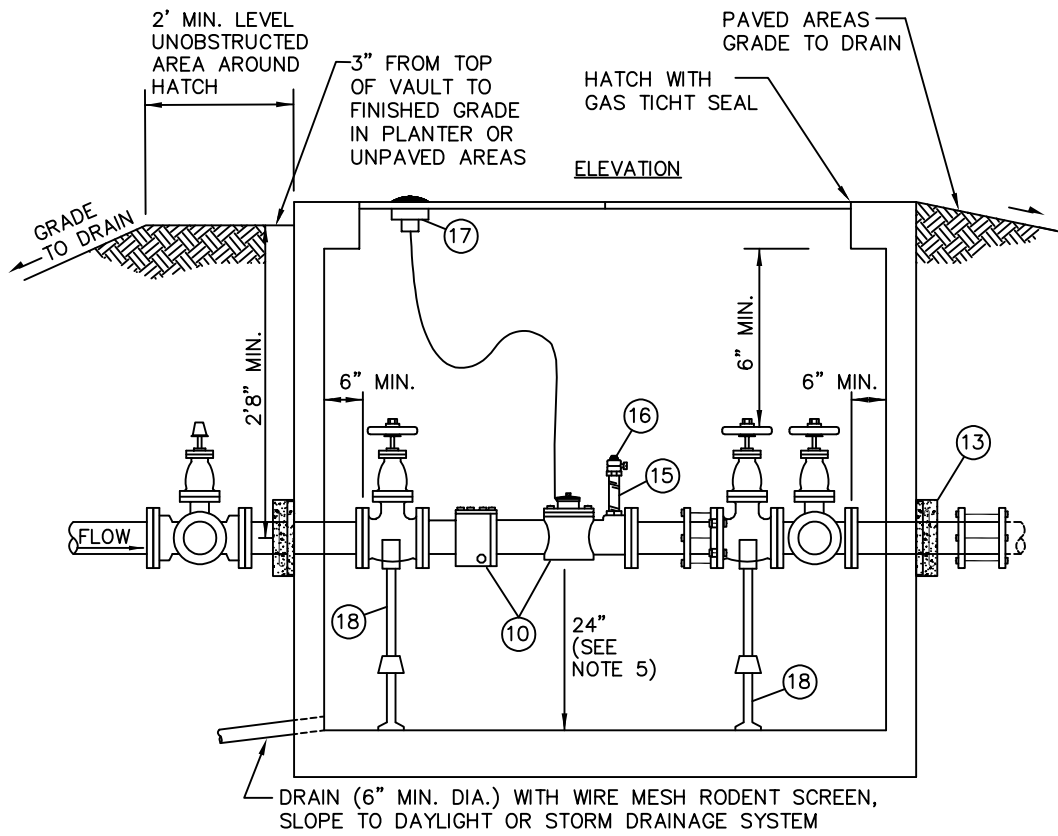 2' MIN. LEVEL
UNOBSTRUCTED
AREA AROUND
HATCH
3" FROM TOP
OF VAULT TO
FINISHED GRADE
IN PLANTER OR
UNPAVED AREAS
PAVED AREAS
GRADE TO DRAIN
HATCH WITH
GAS TICHT SEAL
ELEVATION
GRADE
TO DRAIN
17
2'8" MIN.
6" MIN.
6" MIN.
6" MIN.
16
15
13
FLOW
18
10
24"
(SEE
NOTE 5)
18
DRAIN (6" MIN. DIA.) WITH WIRE MESH RODENT SCREEN,
SLOPE TO DAYLIGHT OR STORM DRAINAGE SYSTEM